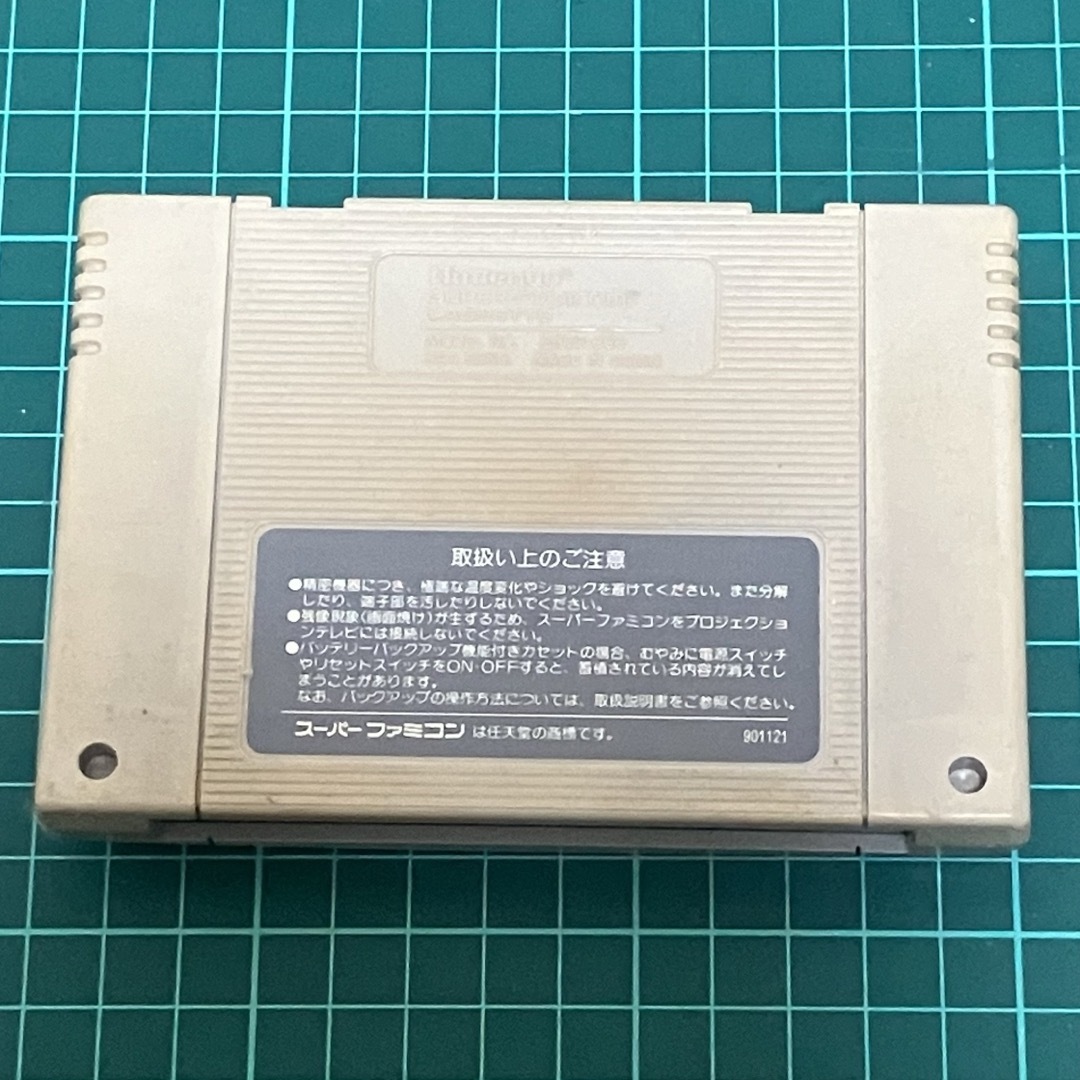 Nintendo®
取扱い上のご注意
●精密機器につき、極端な温度変化やショックを避けてください。また分解
したり、端子部を汚したりしないでください。
●残像現象(画面焼け)が生ずるため、スーパーファミコンをプロジェクショ
ンテレビには接続しないでください。
●バッテリーバックアップ機能付きカセットの場合、むやみに電源スイッチ
やリセットスイッチをON・OFFすると、蓄積されている内容が消えてし
まうことがあります。
なお、バックアップの操作方法については、取扱説明書をご参照ください。
スーパーファミコン は任天堂の商標です。 901121